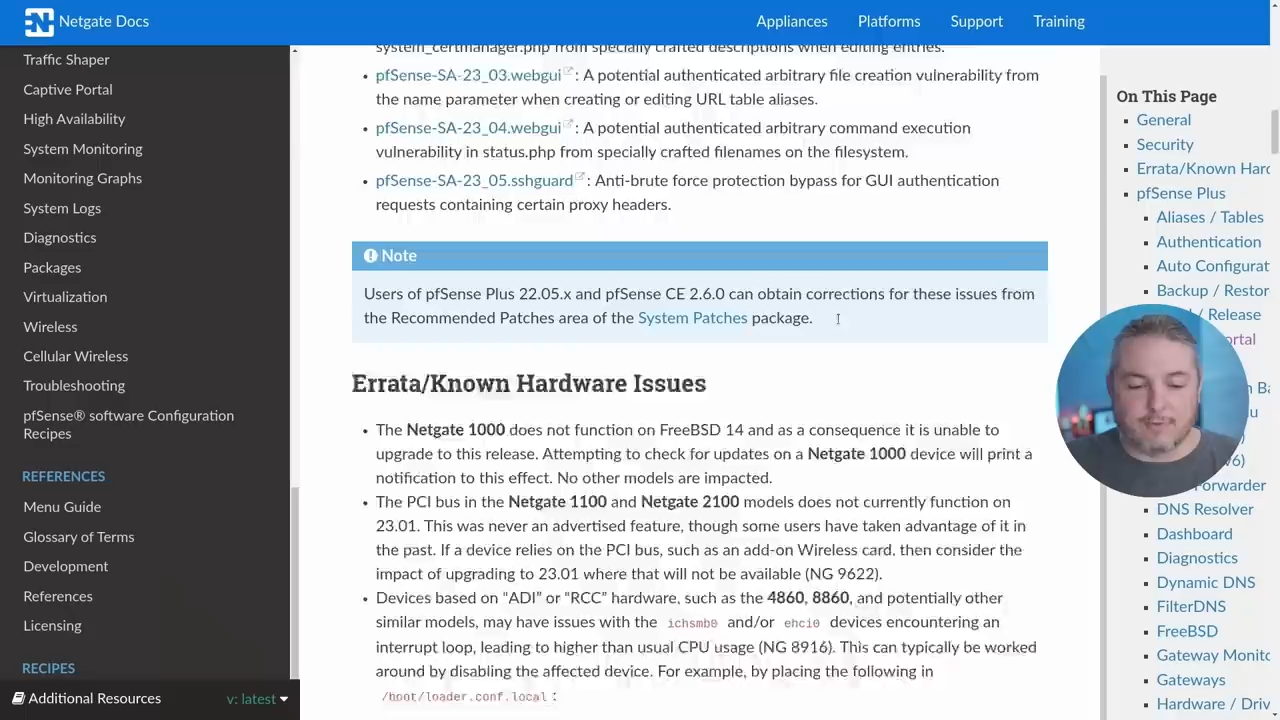 Netgate Docs
Appliances
Platforms
Support
Training
Traffic Shaper
Captive Portal
High Availability
System Monitoring
Monitoring Graphs
System Logs
Diagnostics
Packages
Virtualization
Wireless
Cellular Wireless
Troubleshooting
pfSense® software Configuration
Recipes
REFERENCES
Menu Guide
Glossary of Terms
Development
References
Licensing
RECIPES
Additional Resources
v: latest
system_certmanager.php from specially crafted descriptions when editing entries.
• pfSense-SA-23_03.webgui: A potential authenticated arbitrary file creation vulnerability from
the name parameter when creating or editing URL table aliases.
• pfSense-SA-23_04.webgui: A potential authenticated arbitrary command execution
vulnerability in status.php from specially crafted filenames on the filesystem.
• pfSense-SA-23_05.sshguard: Anti-brute force protection bypass for GUI authentication
requests containing certain proxy headers.
Note
Users of pfSense Plus 22.05.x and pfSense CE 2.6.0 can obtain corrections for these issues from
the Recommended Patches area of the System Patches package.
Errata/Known Hardware Issues
• The Netgate 1000 does not function on FreeBSD 14 and as a consequence it is unable to
upgrade to this release. Attempting to check for updates on a Netgate 1000 device will print a
notification to this effect. No other models are impacted.
• The PCI bus in the Netgate 1100 and Netgate 2100 models does not currently function on
23.01. This was never an advertised feature, though some users have taken advantage of it in
the past. If a device relies on the PCI bus, such as an add-on Wireless card, then consider the
impact of upgrading to 23.01 where that will not be available (NG 9622).
• Devices based on "ADI" or "RCC" hardware, such as the 4860, 8860, and potentially other
similar models, may have issues with the ichsmb0 and/or ehci0 devices encountering an
interrupt loop, leading to higher than usual CPU usage (NG 8916). This can typically be worked
around by disabling the affected device. For example, by placing the following in
/boot/loader.conf.local:
On This Page
General
Security
Errata/Known Harc
pfSense Plus
Aliases / Tables
Authentication
Auto Configurat
Backup / Restor
/ Release
ortal
v6)
orwarder
DNS Resolver
Dashboard
Diagnostics
Dynamic DNS
FilterDNS
FreeBSD
Gateway Monitc
Gateways
Hardware / Driv